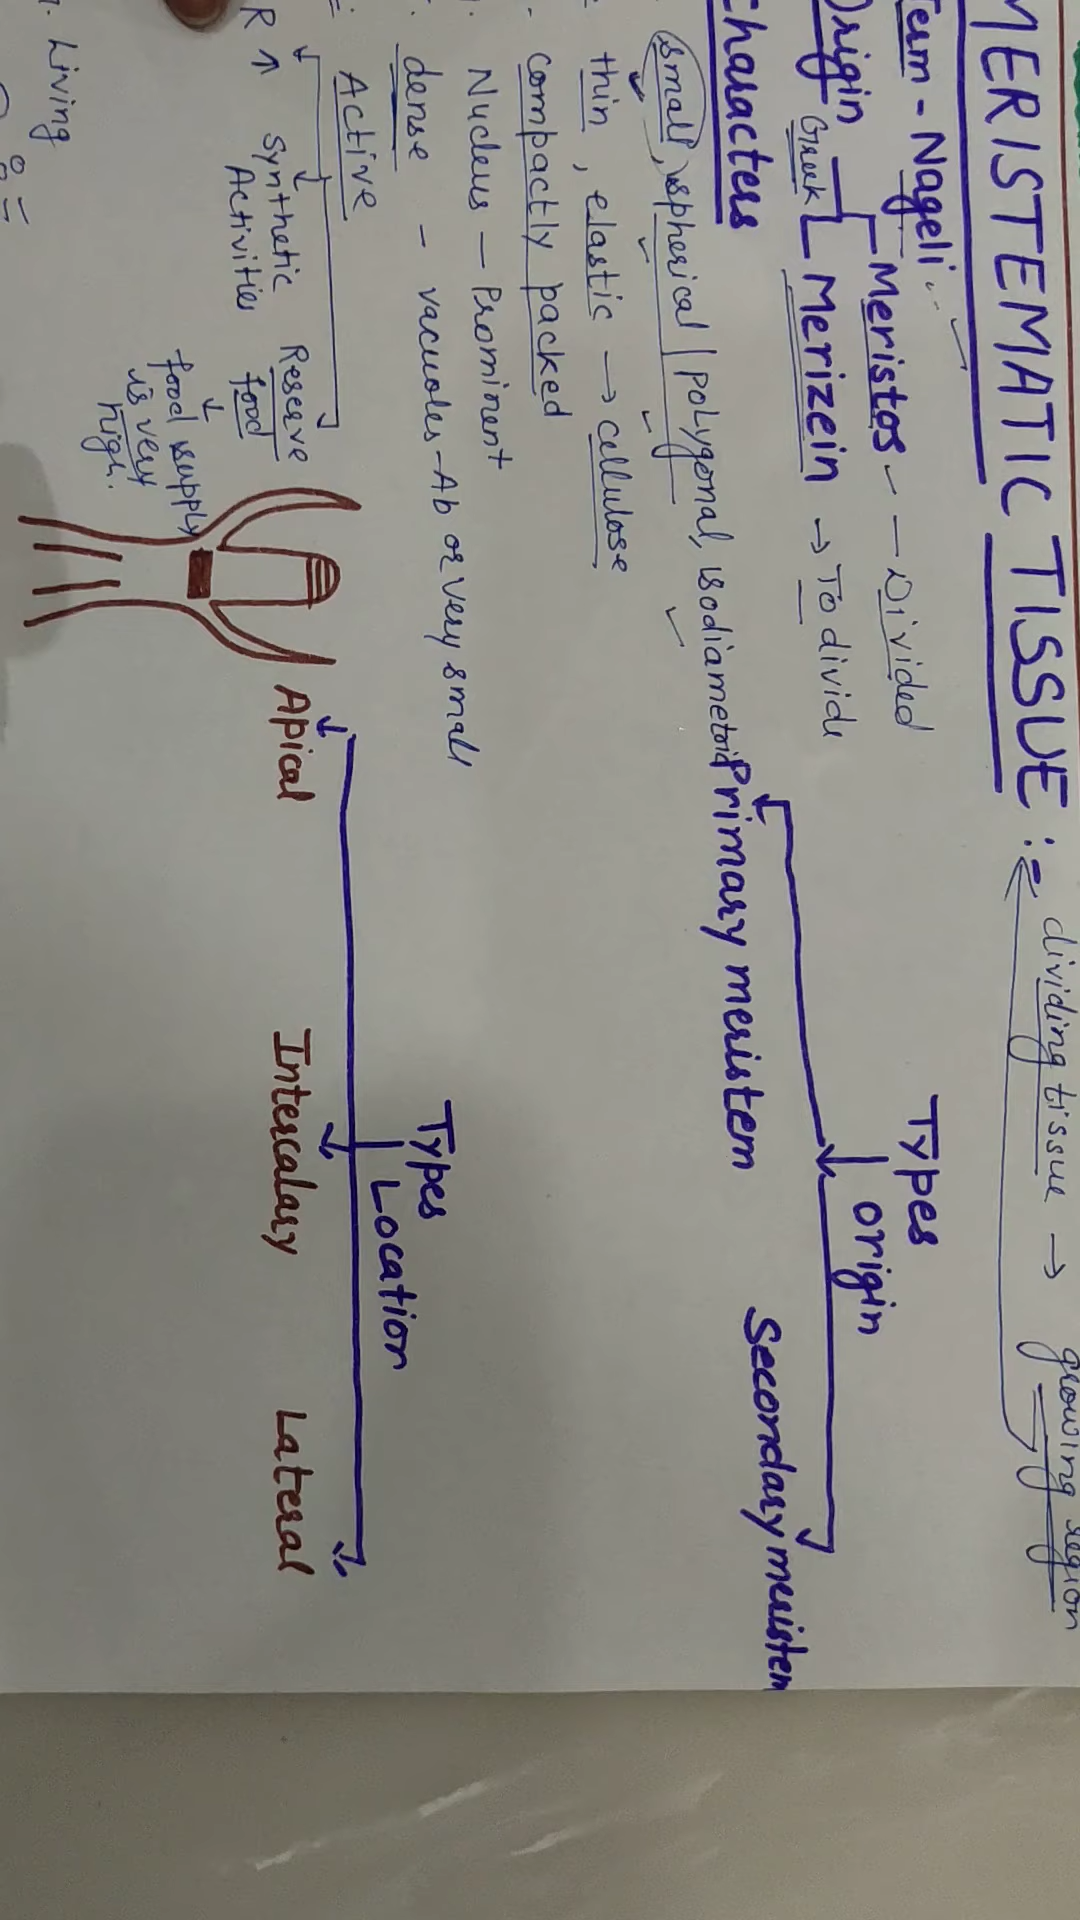 MERISTEMATIC TISSUE :=
dividing tissue → growing region
Term - Nageli
Origin Greek
Meristos - - Divided
Merizein → To divide
Characters
small, spherical | polygonal, isodiametric
thin, elastic → cellulose
compactly packed
Nucleus - Prominent
dense - vacuoles - Ab or very small
Active
R ↑
Synthetic
Activities
Reserve
food
food supply
is very
high.
Living
Types
origin
Primary meristem
Secondary meristem
Types
Location
Apical
Intercalary
Lateral